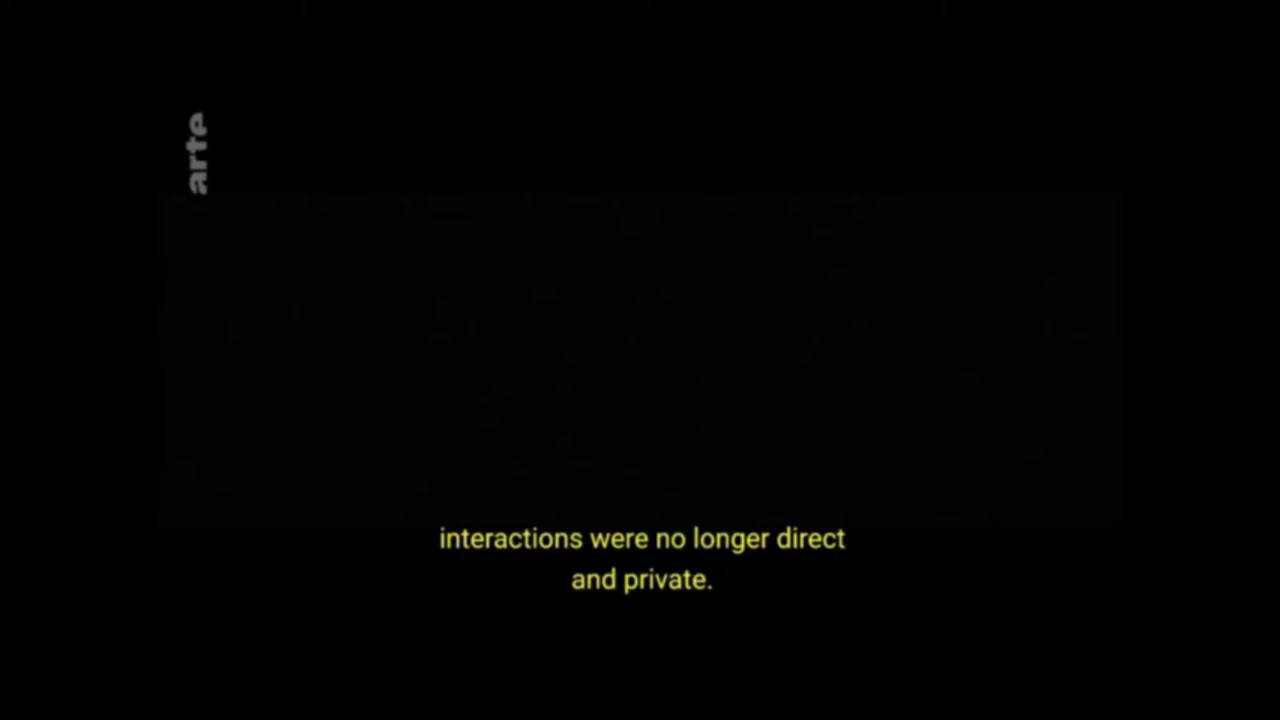 arte
interactions were no longer direct
and private.